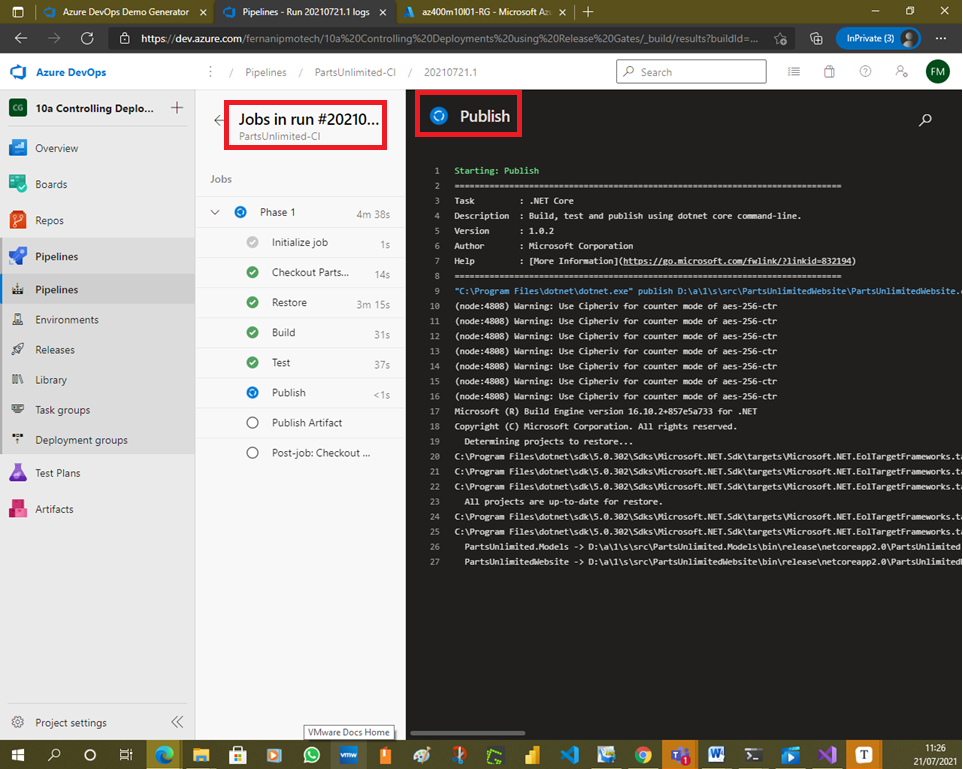 Azure DevOps Demo Generator
Pipelines - Run 20210721.1 logs
az400m10l01-RG - Microsoft Az
https://dev.azure.com/fernanipmotech/10a%20Controlling%20Deployments%20using%20Release%20Gates/_build/results?buildId=...
InPrivate (3)
Azure DevOps
/ Pipelines / PartsUnlimited-CI / 20210721.1
Search
FM
CG 10a Controlling Deplo...
Overview
Boards
Repos
Pipelines
Pipelines
Environments
Releases
Library
Task groups
Deployment groups
Test Plans
Artifacts
Project settings
Jobs in run #20210...
PartsUnlimited-CI
Jobs
Phase 1 4m 38s
Initialize job 1s
Checkout Parts... 14s
Restore 3m 15s
Build 31s
Test 37s
Publish <1s
Publish Artifact
Post-job: Checkout ...
Publish
1 Starting: Publish
2 ==============================================================================
3 Task : .NET Core
4 Description : Build, test and publish using dotnet core command-line.
5 Version : 1.0.2
6 Author : Microsoft Corporation
7 Help : [More Information](https://go.microsoft.com/fwlink/?linkid=832194)
8 ==============================================================================
9 "C:\Program Files\dotnet\dotnet.exe" publish D:\a\1\s\src\PartsUnlimitedWebsite\PartsUnlimitedWebsite.c
10 (node:4808) Warning: Use Cipheriv for counter mode of aes-256-ctr
11 (node:4808) Warning: Use Cipheriv for counter mode of aes-256-ctr
12 (node:4808) Warning: Use Cipheriv for counter mode of aes-256-ctr
13 (node:4808) Warning: Use Cipheriv for counter mode of aes-256-ctr
14 (node:4808) Warning: Use Cipheriv for counter mode of aes-256-ctr
15 (node:4808) Warning: Use Cipheriv for counter mode of aes-256-ctr
16 (node:4808) Warning: Use Cipheriv for counter mode of aes-256-ctr
17 Microsoft (R) Build Engine version 16.10.2+857e5a733 for .NET
18 Copyright (C) Microsoft Corporation. All rights reserved.
19 Determining projects to restore...
20 C:\Program Files\dotnet\sdk\5.0.302\Sdks\Microsoft.NET.Sdk\targets\Microsoft.NET.EolTargetFrameworks.ta
21 C:\Program Files\dotnet\sdk\5.0.302\Sdks\Microsoft.NET.Sdk\targets\Microsoft.NET.EolTargetFrameworks.ta
22 C:\Program Files\dotnet\sdk\5.0.302\Sdks\Microsoft.NET.Sdk\targets\Microsoft.NET.EolTargetFrameworks.ta
23 All projects are up-to-date for restore.
24 C:\Program Files\dotnet\sdk\5.0.302\Sdks\Microsoft.NET.Sdk\targets\Microsoft.NET.EolTargetFrameworks.ta
25 C:\Program Files\dotnet\sdk\5.0.302\Sdks\Microsoft.NET.Sdk\targets\Microsoft.NET.EolTargetFrameworks.ta
26 PartsUnlimited.Models -> D:\a\1\s\src\PartsUnlimited.Models\bin\release\netcoreapp2.0\PartsUnlimited
27 PartsUnlimitedWebsite -> D:\a\1\s\src\PartsUnlimitedWebsite\bin\release\netcoreapp2.0\PartsUnlimited
VMware Docs Home
vmw
T
11:26
21/07/2021